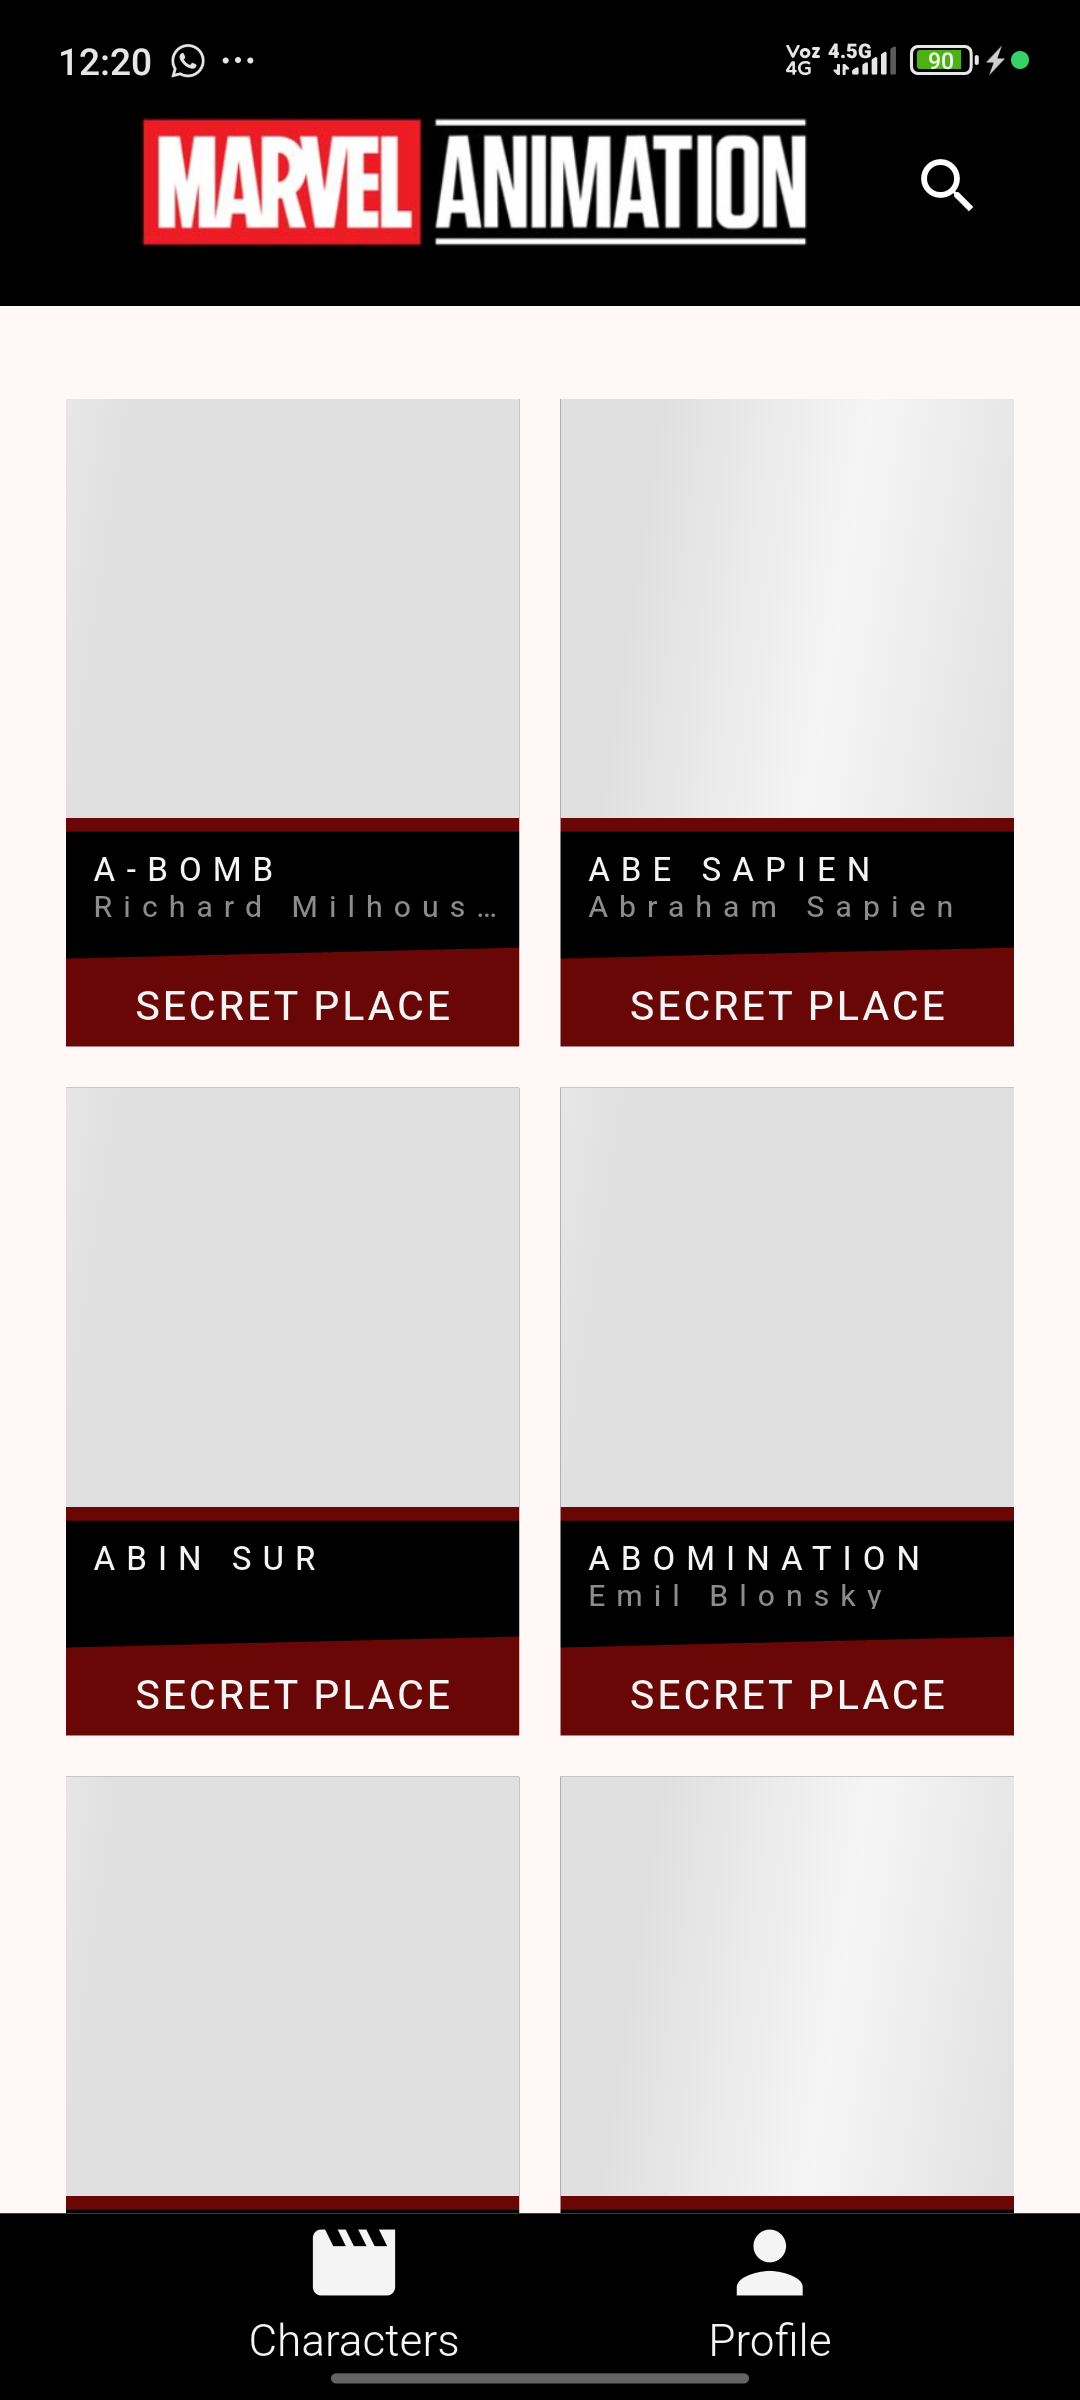 12:20
Voz 4G 4.5G 90
MARVEL ANIMATION
A-BOMB
Richard Milhous…
SECRET PLACE
ABE SAPIEN
Abraham Sapien
SECRET PLACE
ABIN SUR
SECRET PLACE
ABOMINATION
Emil Blonsky
SECRET PLACE
Characters
Profile